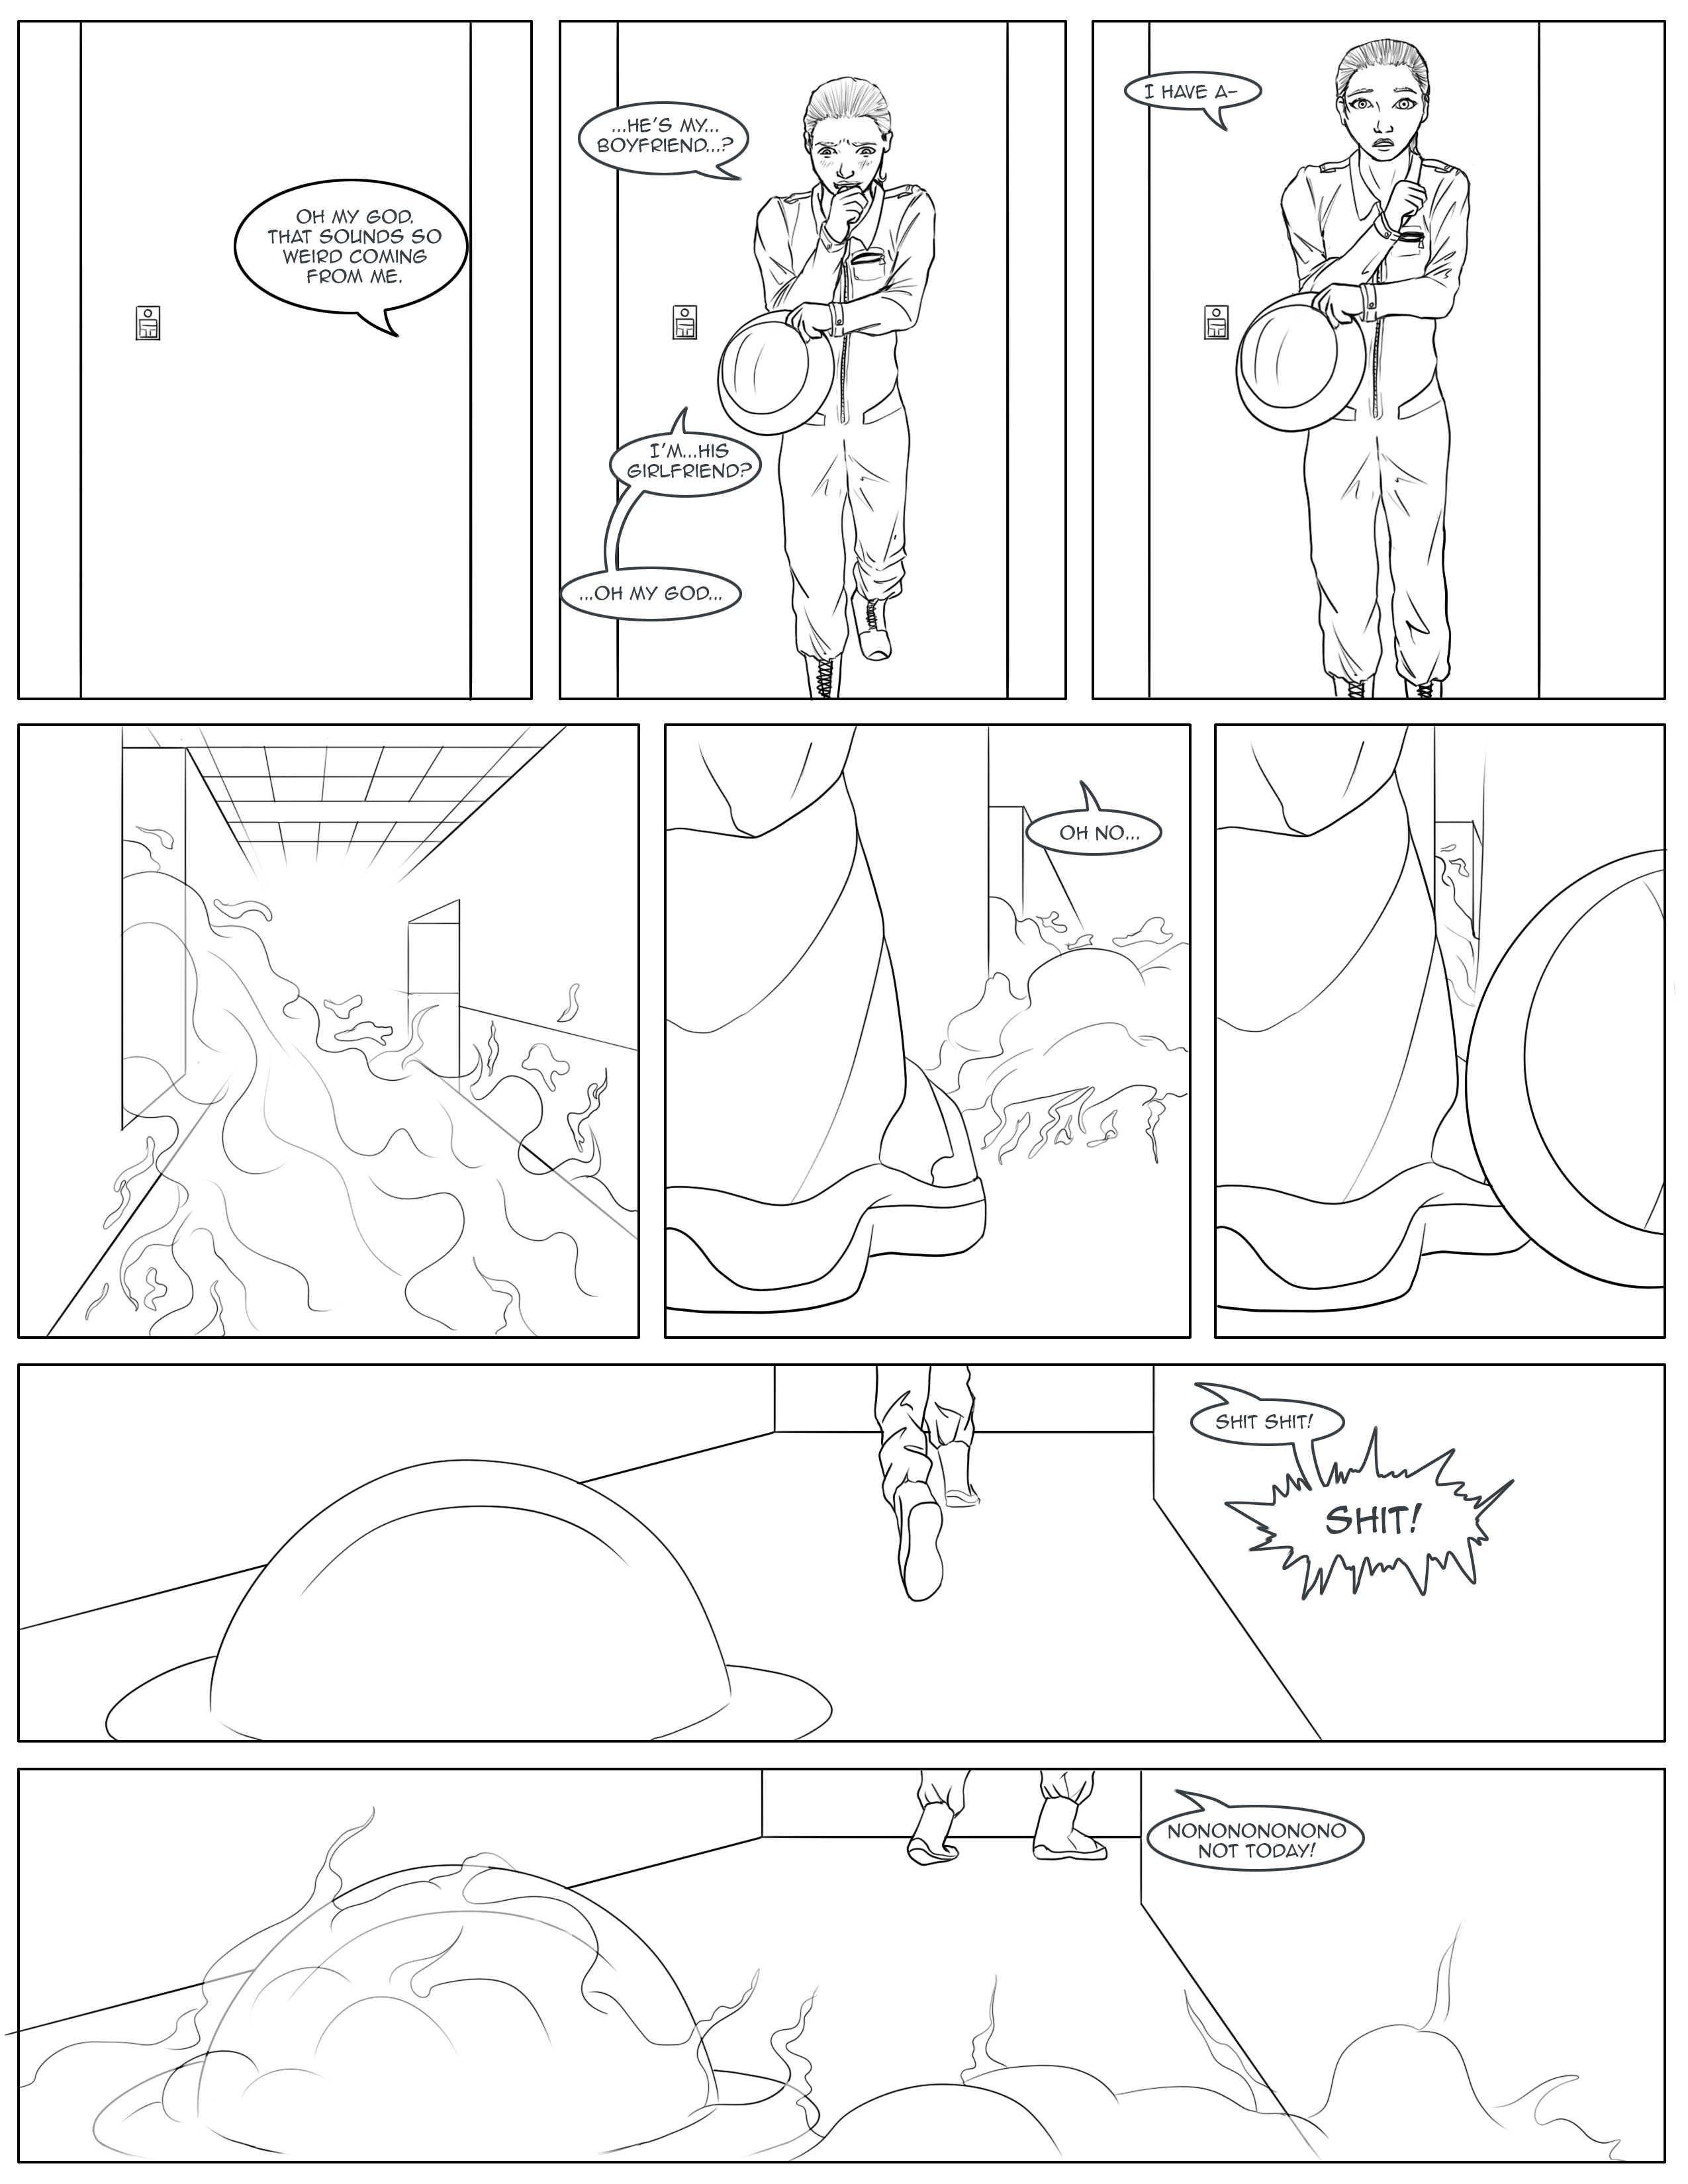 OH MY GOD.
THAT SOUNDS SO
WEIRD COMING
FROM ME.
...HE'S MY...
BOYFRIEND...?
I'M...HIS
GIRLFRIEND?
...OH MY GOD...
I HAVE A-
OH NO...
SHIT SHIT!
SHIT!
NONONONONONO
NOT TODAY!